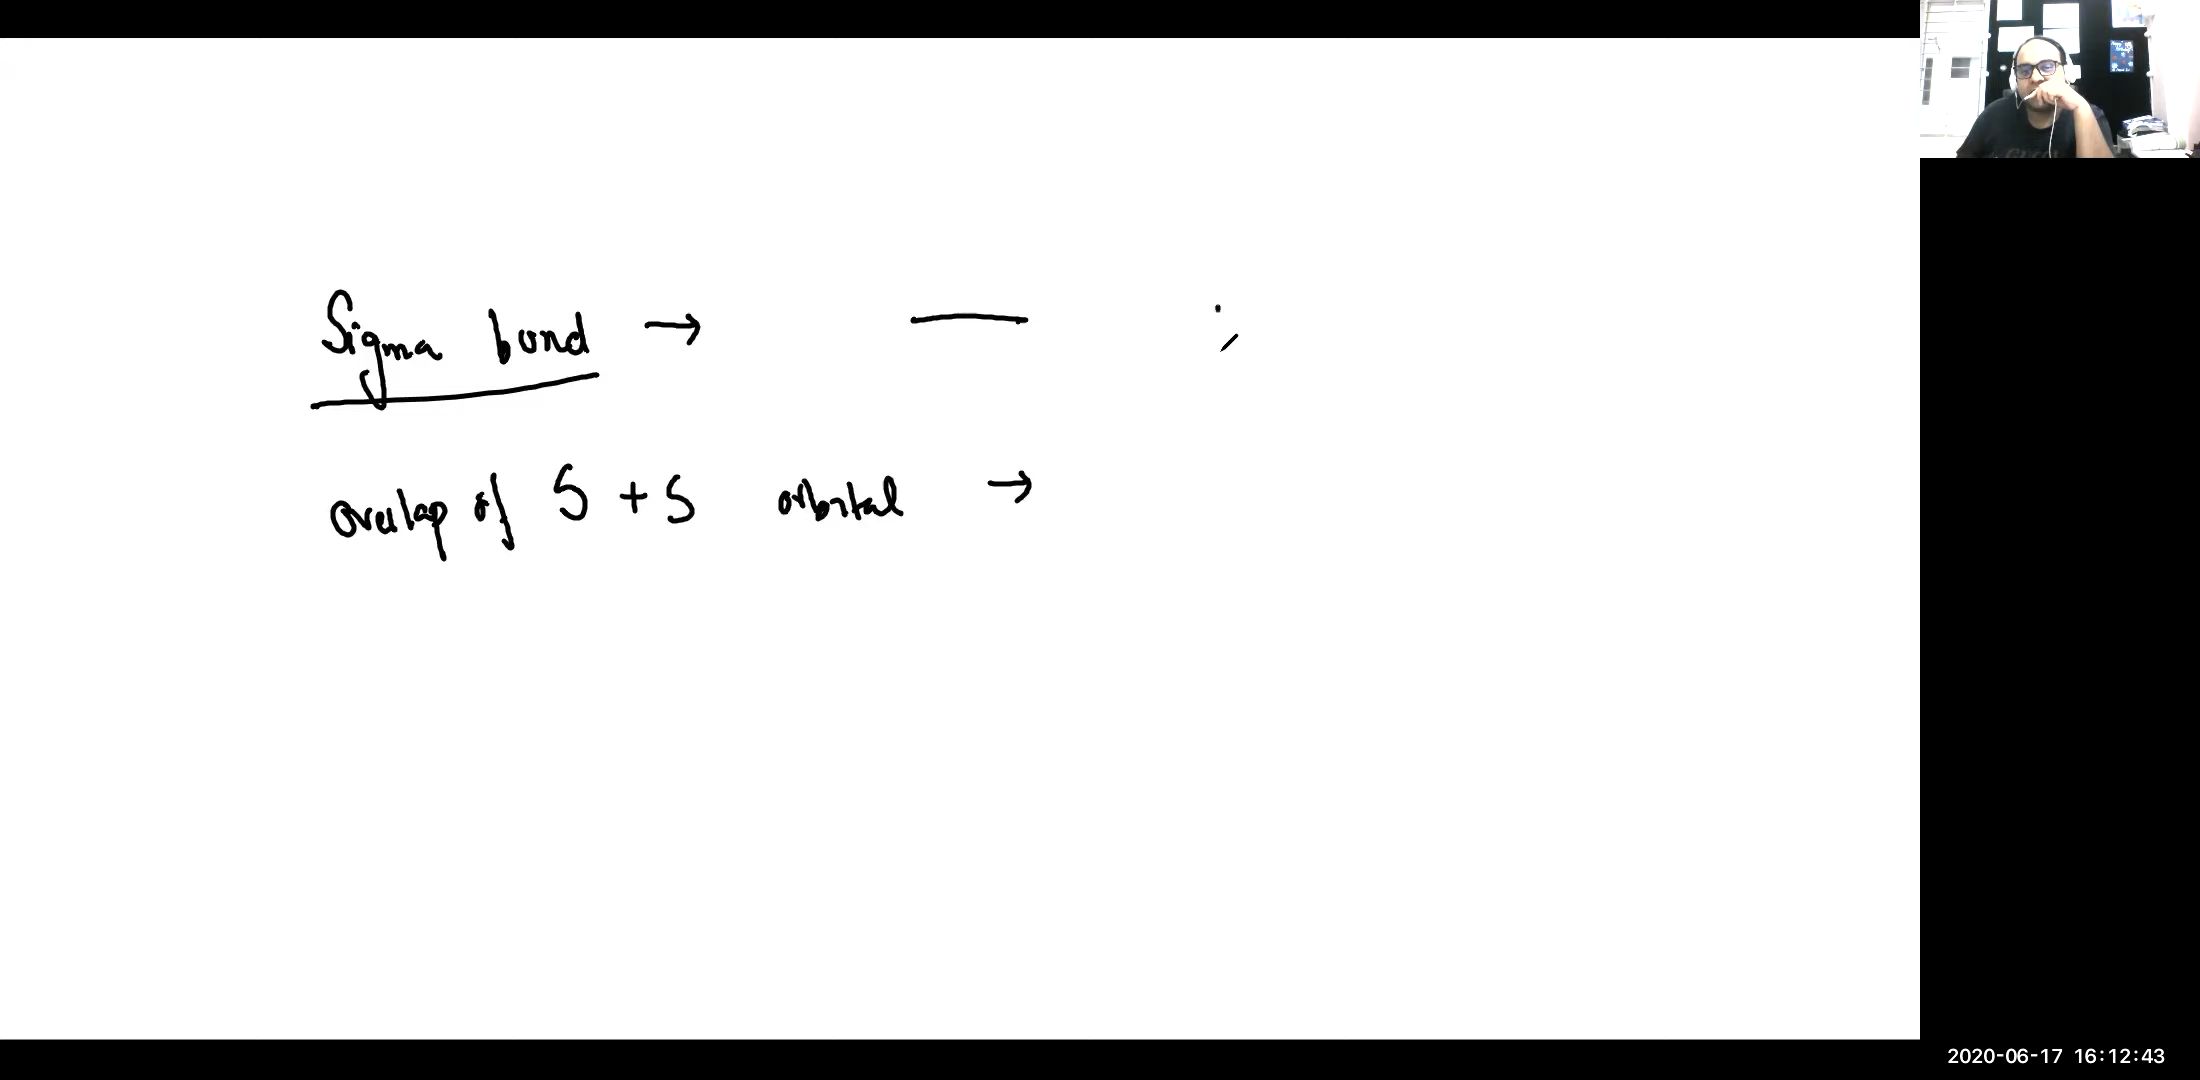 Sigma bond →
overlap of S + S orbital →
2020-06-17 16:12:43